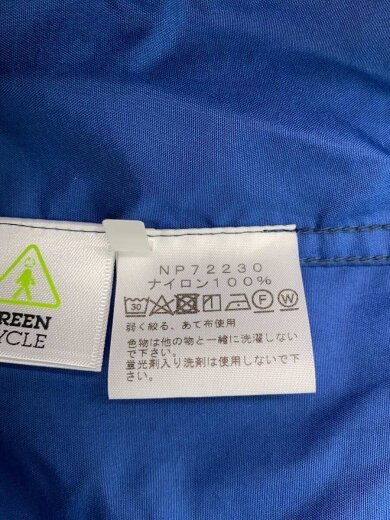 NP72230
ナイロン100%
30 F W
弱く絞る、あて布使用
色物は他の物と一緒に洗濯しない
で下さい。
蛍光剤入り洗剤は使用しないで下
さい。
REEN
YCLE